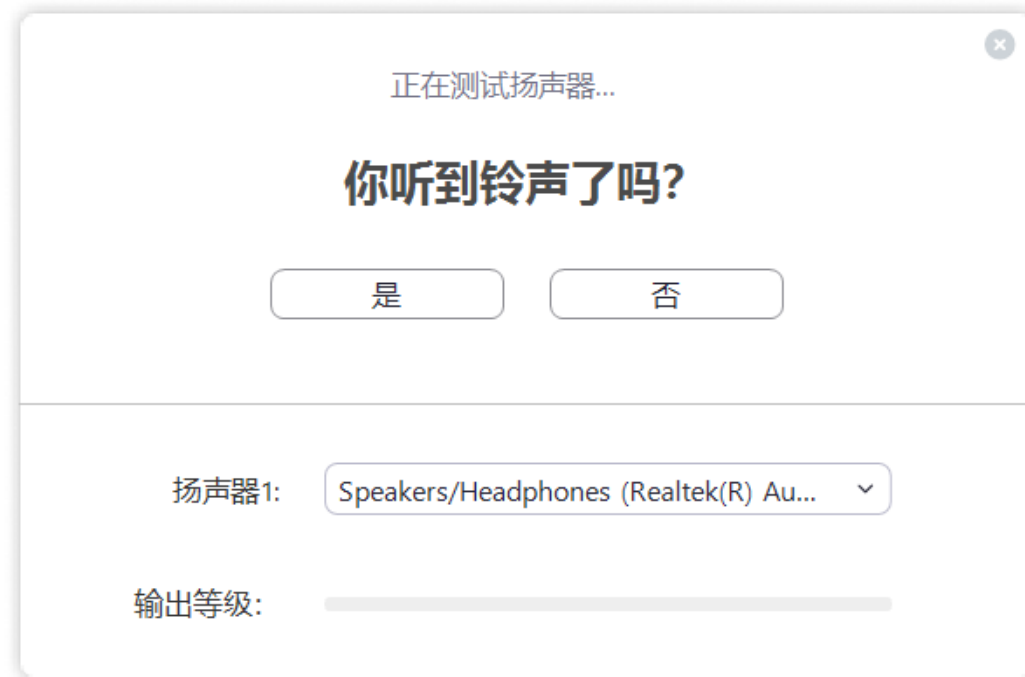 正在测试扬声器...
你听到铃声了吗？
是 否
扬声器1: Speakers/Headphones (Realtek(R) Au...
输出等级: